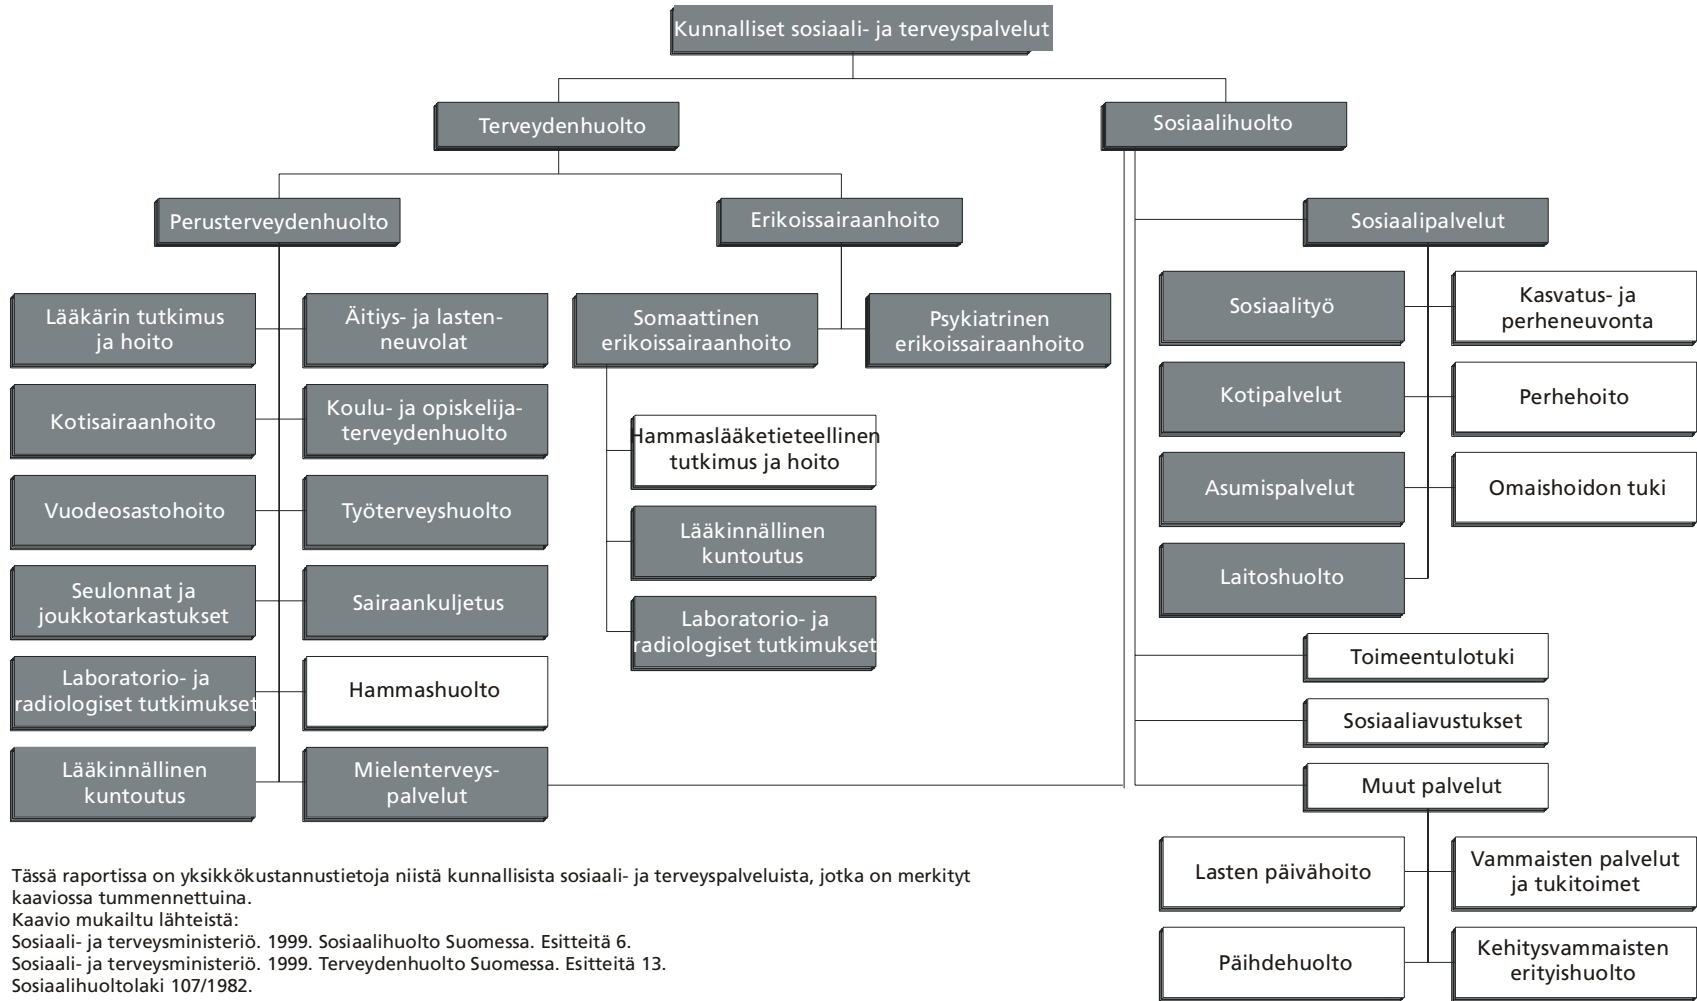 Kunnalliset sosiaali- ja terveyspalvelut
Terveydenhuolto
Sosiaalihuolto
Perusterveydenhuolto
Erikoissairaanhoito
Sosiaalipalvelut
Lääkärin tutkimus
ja hoito
Äitiys- ja lasten-
neuvolat
Kotisairaanhoito
Koulu- ja opiskelija-
terveydenhuolto
Vuodeosastohoito
Työterveyshuolto
Seulonnat ja
joukkotarkastukset
Sairaankuljetus
Laboratorio- ja
radiologiset tutkimukset
Hammashuolto
Lääkinnällinen
kuntoutus
Mielenterveys-
palvelut
Somaattinen
erikoissairaanhoito
Psykiatrinen
erikoissairaanhoito
Hammaslääketieteellinen
tutkimus ja hoito
Lääkinnällinen
kuntoutus
Laboratorio- ja
radiologiset tutkimukset
Sosiaalityö
Kasvatus- ja
perheneuvonta
Kotipalvelut
Perhehoito
Asumispalvelut
Omaishoidon tuki
Laitoshuolto
Toimeentulotuki
Sosiaaliavustukset
Muut palvelut
Lasten päivähoito
Vammaisten palvelut
ja tukitoimet
Päihdehuolto
Kehitysvammaisten
erityishuolto
Tässä raportissa on yksikkökustannustietoja niistä kunnallisista sosiaali- ja terveyspalveluista, jotka on merkityt
kaaviossa tummennettuina.
Kaavio mukailtu lähteistä:
Sosiaali- ja terveysministeriö. 1999. Sosiaalihuolto Suomessa. Esitteitä 6.
Sosiaali- ja terveysministeriö. 1999. Terveydenhuolto Suomessa. Esitteitä 13.
Sosiaalihuoltolaki 107/1982.